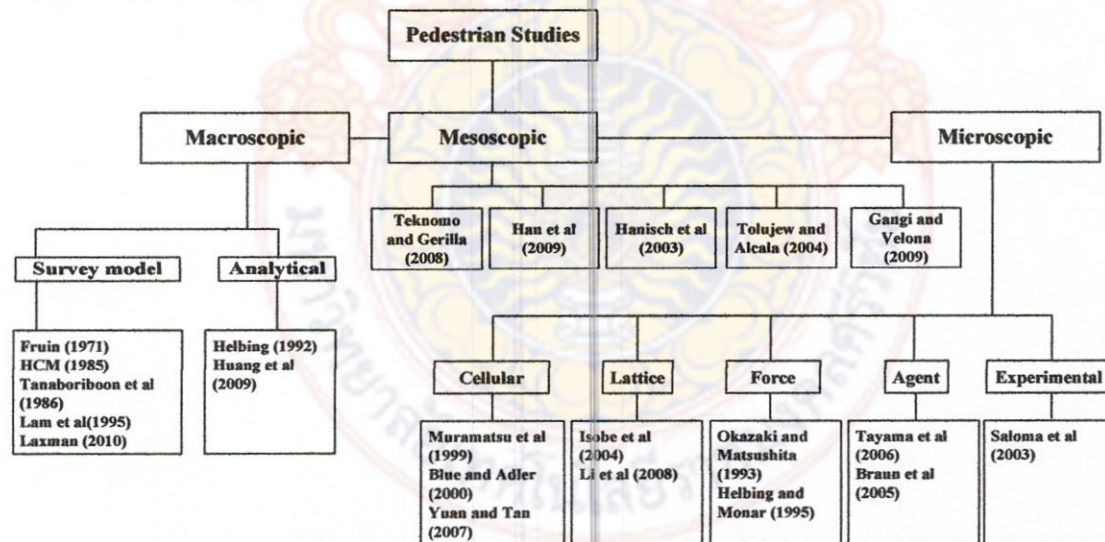 Pedestrian Studies
Macroscopic
Mesoscopic
Microscopic
Teknomo
and Gerilla
(2008)
Han et al
(2009)
Hanisch et al
(2003)
Tolujew and
Alcala (2004)
Gangi and
Velona
(2009)
Survey model
Analytical
Fruin (1971)
HCM (1985)
Tanaboriboon et al
(1986)
Lam et al(1995)
Laxman (2010)
Helbing (1992)
Huang et al
(2009)
Cellular
Lattice
Force
Agent
Experimental
Muramatsu et al
(1999)
Blue and Adler
(2000)
Yuan and Tan
(2007)
Isobe et al
(2004)
Li et al (2008)
Okazaki and
Matsushita
(1993)
Helbing and
Monar (1995)
Tayama et al
(2006)
Braun et al
(2005)
Saloma et al
(2003)